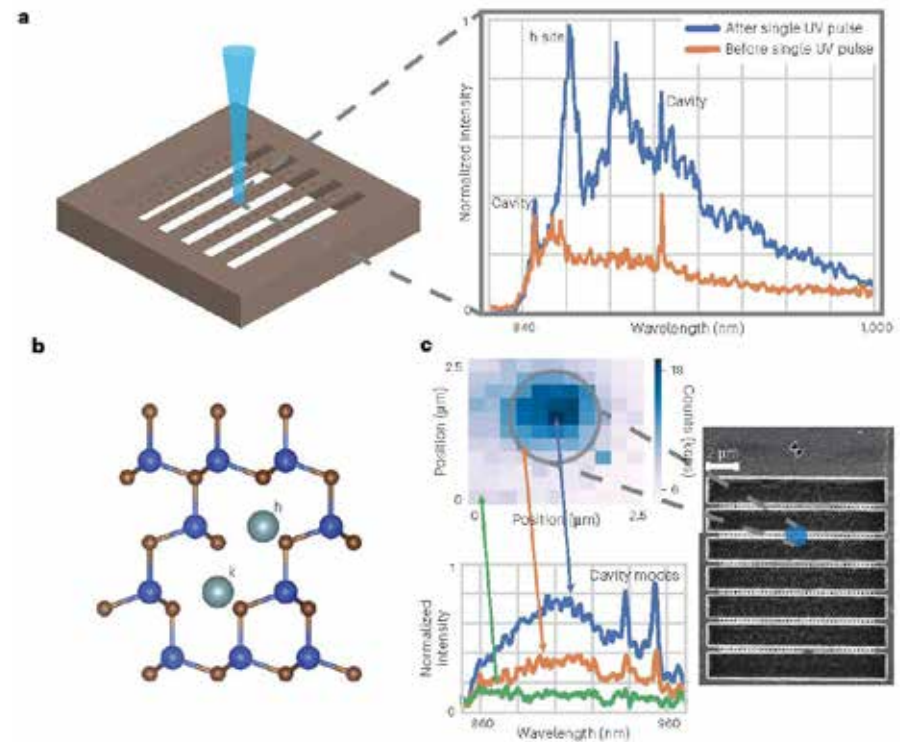 a
1
After single UV pulse
Before single UV pulse
h site
Cavity
Cavity
Normalized intensity
0
840
Wavelength (nm)
1,000
b
h
k
c
2.5
Position (μm)
0
0
Position (μm)
2.5
18
Counts (kcps)
6
2 μm
1
Cavity modes
Normalized
intensity
0
860
Wavelength (nm)
960